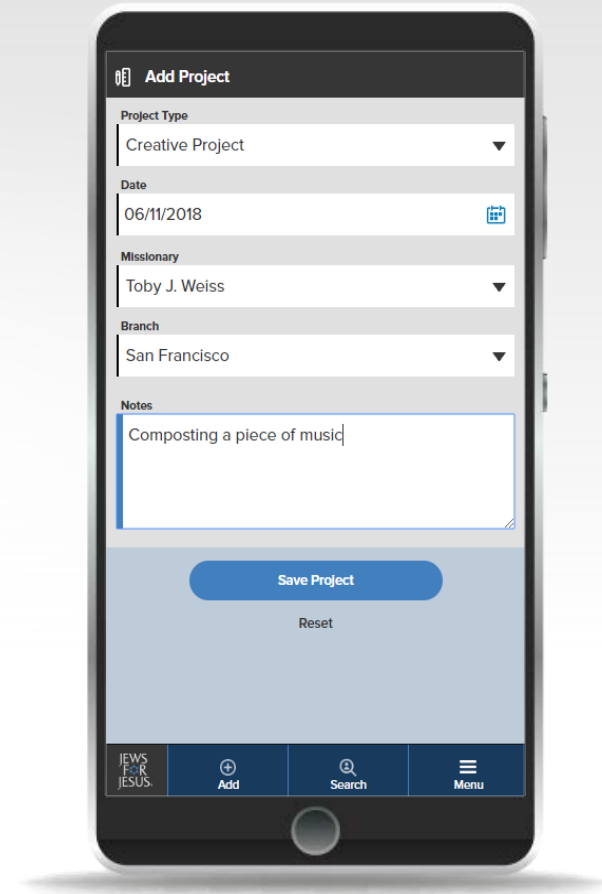 Add Project
Project Type
Creative Project
Date
06/11/2018
Missionary
Toby J. Weiss
Branch
San Francisco
Notes
Composting a piece of music
Save Project
Reset
JEWS
FOR
JESUS.
Add
Search
Menu